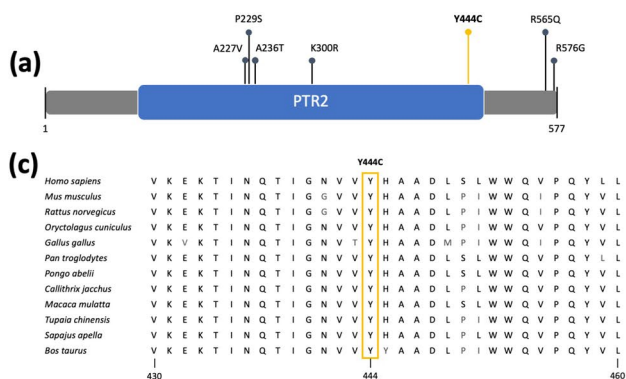 P229S Y444C R565Q
A227V A236T K300R R576G
(a)
PTR2
1 577
(c) Y444C
Homo sapiens V K E K T I N Q T I G N V V Y H A A D L S L W W Q V P Q Y L L
Mus musculus V K E K T I N Q T I G G V V Y H A A D L P I W W Q I P Q Y V L
Rattus norvegicus V K E K T I N Q T I G G V V Y H A A D L P I W W Q I P Q Y V L
Oryctolagus cuniculus V K E K T I N Q T I G N V V Y H A A D L P I W W Q V P Q Y V L
Gallus gallus V K V K T I N Q T I G N V T Y H A A D M P I W W Q I P Q Y V L
Pan troglodytes V K E K T I N Q T I G N V V Y H A A D L S L W W Q V P Q Y L L
Pongo abelii V K E K T I N Q T I G N V V Y H A A D L S L W W Q V P Q Y V L
Callithrix jacchus V K E K T I N Q T I G N V V Y H A A D L P L W W Q V P Q Y V L
Macaca mulatta V K E K T I N Q T I G N V V Y H A A D L S L W W Q V P Q Y V L
Tupaia chinensis V K E K T I N Q T I G N V V Y H A A D L P I W W Q V P Q Y V L
Sapajus apella V K E K T I N Q T I G N V V Y H A A D L P L W W Q V P Q Y V L
Bos taurus V K E K T I N Q T I G N V V Y Y A A D L P I W W Q V P Q Y V L
430 444 460